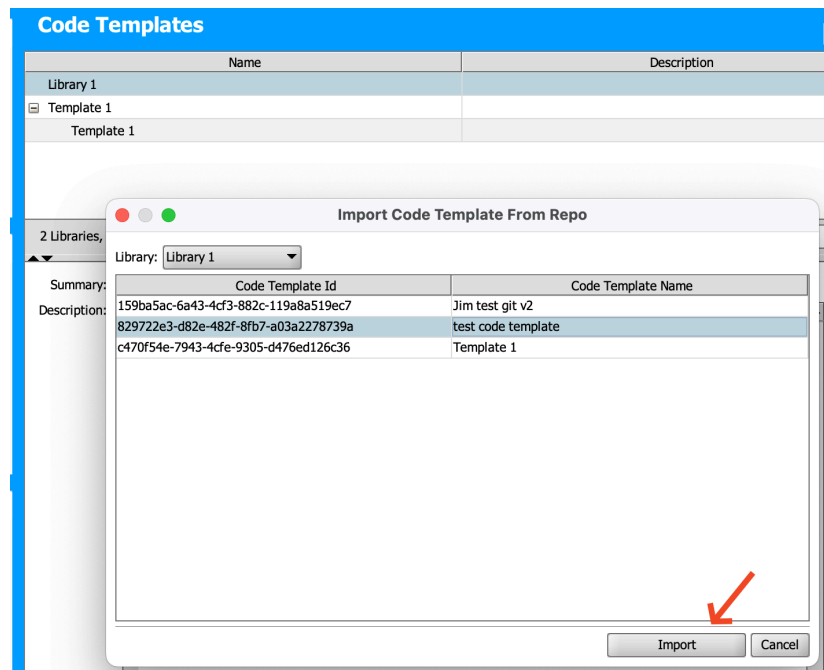 Code Templates
Name Description
Library 1
Template 1
Template 1
2 Libraries,
Summary:
Description:
Import Code Template From Repo
Library: Library 1
Code Template Id Code Template Name
159ba5ac-6a43-4cf3-882c-119a8a519ec7 Jim test git v2
829722e3-d82e-482f-8fb7-a03a2278739a test code template
c470f54e-7943-4cfe-9305-d476ed126c36 Template 1
Import Cancel